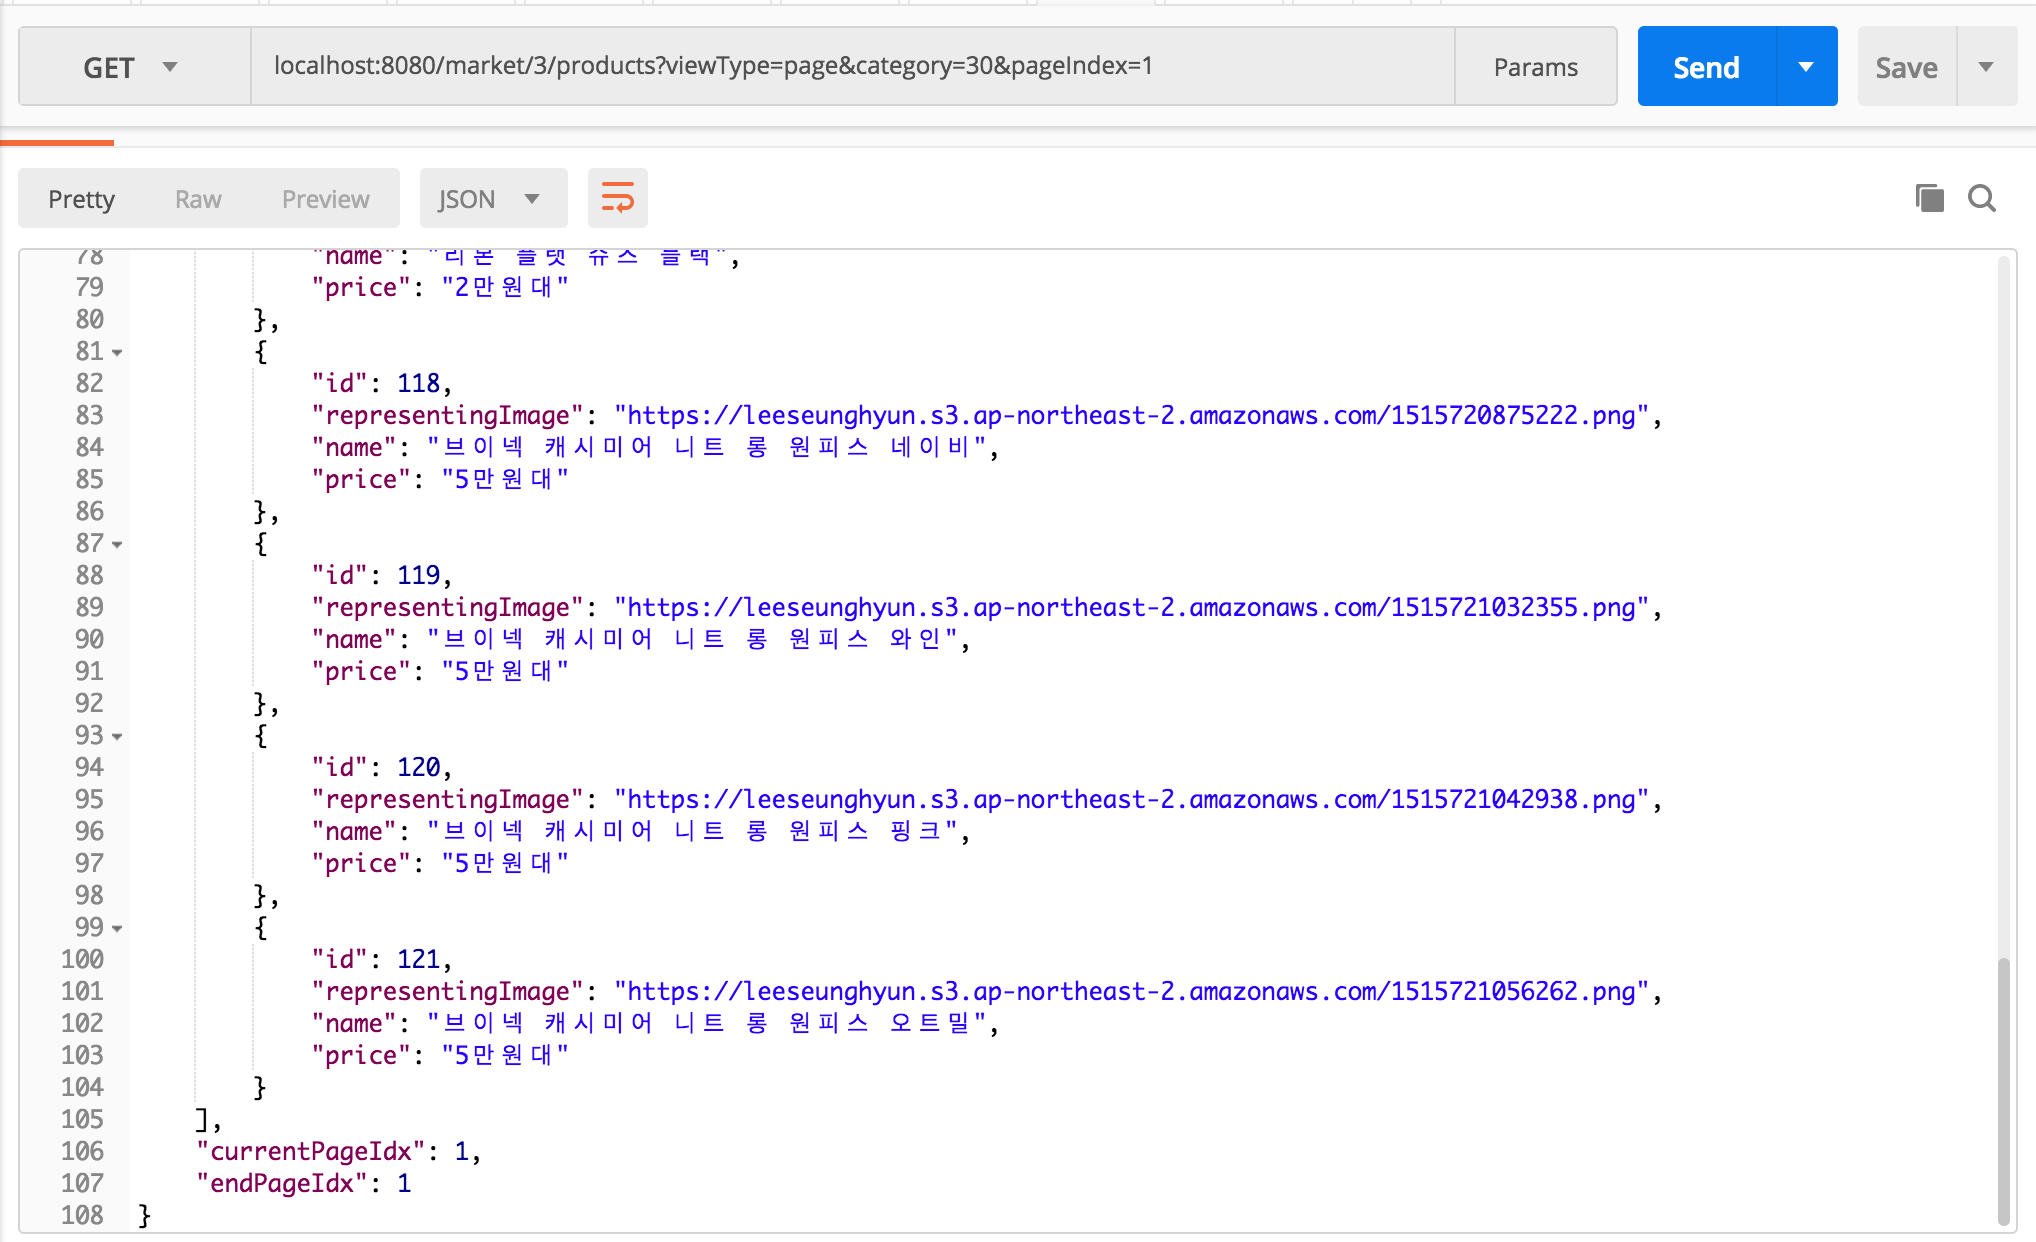 GET localhost:8080/market/3/products?viewType=page&category=30&pageIndex=1 Params Send Save
Pretty Raw Preview JSON
78 "name": "리본 플랫 슈즈 블랙",
79 "price": "2만원대"
80 },
81 {
82 "id": 118,
83 "representingImage": "https://leeseunghyun.s3.ap-northeast-2.amazonaws.com/1515720875222.png",
84 "name": "브이넥 캐시미어 니트 롱 원피스 네이비",
85 "price": "5만원대"
86 },
87 {
88 "id": 119,
89 "representingImage": "https://leeseunghyun.s3.ap-northeast-2.amazonaws.com/1515721032355.png",
90 "name": "브이넥 캐시미어 니트 롱 원피스 와인",
91 "price": "5만원대"
92 },
93 {
94 "id": 120,
95 "representingImage": "https://leeseunghyun.s3.ap-northeast-2.amazonaws.com/1515721042938.png",
96 "name": "브이넥 캐시미어 니트 롱 원피스 핑크",
97 "price": "5만원대"
98 },
99 {
100 "id": 121,
101 "representingImage": "https://leeseunghyun.s3.ap-northeast-2.amazonaws.com/1515721056262.png",
102 "name": "브이넥 캐시미어 니트 롱 원피스 오트밀",
103 "price": "5만원대"
104 }
105 ],
106 "currentPageIdx": 1,
107 "endPageIdx": 1
108 }